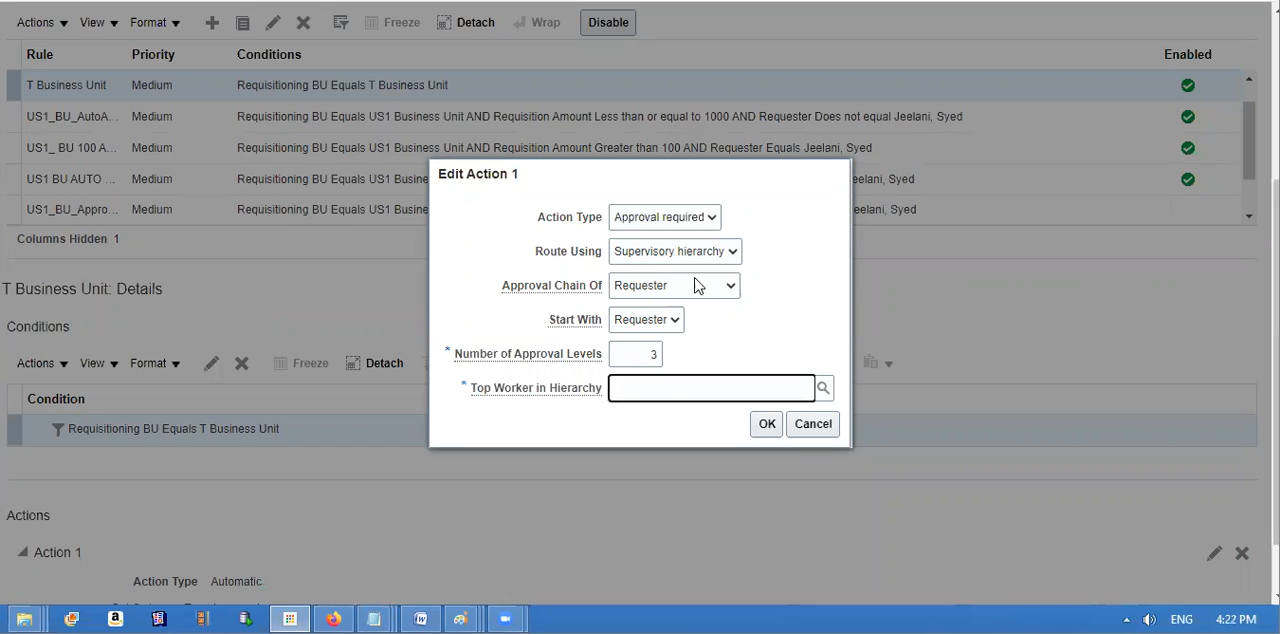 Actions View Format Freeze Detach Wrap Disable
Rule Priority Conditions Enabled
T Business Unit Medium Requisitioning BU Equals T Business Unit
US1_BU_AutoA... Medium Requisitioning BU Equals US1 Business Unit AND Requisition Amount Less than or equal to 1000 AND Requester Does not equal Jeelani, Syed
US1_ BU 100 A... Medium Requisitioning BU Equals US1 Business Unit AND Requisition Amount Greater than 100 AND Requester Equals Jeelani, Syed
US1 BU AUTO ... Medium Requisitioning BU Equals US1 Busine eelani, Syed
US1_BU_Appro... Medium Requisitioning BU Equals US1 Busine eelani, Syed
Columns Hidden 1
Edit Action 1
Action Type Approval required
Route Using Supervisory hierarchy
Approval Chain Of Requester
Start With Requester
* Number of Approval Levels 3
* Top Worker in Hierarchy
OK Cancel
T Business Unit: Details
Conditions
Actions View Format Freeze Detach
Condition
Requisitioning BU Equals T Business Unit
Actions
Action 1
Action Type Automatic
ENG 4:22 PM